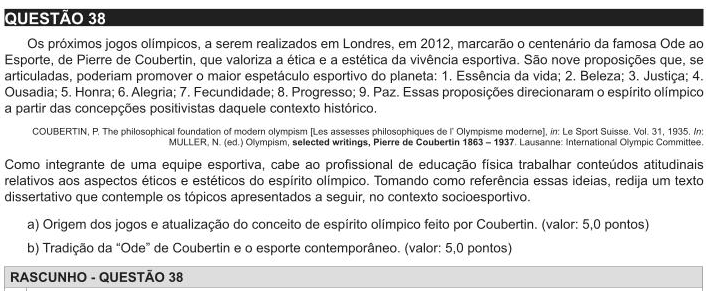 QUESTÃO 38
Os próximos jogos olímpicos, a serem realizados em Londres, em 2012, marcarão o centenário da famosa Ode ao
Esporte, de Pierre de Coubertin, que valoriza a ética e a estética da vivência esportiva. São nove proposições que, se
articuladas, poderiam promover o maior espetáculo esportivo do planeta: 1. Essência da vida; 2. Beleza; 3. Justiça; 4.
Ousadia; 5. Honra; 6. Alegria; 7. Fecundidade; 8. Progresso; 9. Paz. Essas proposições direcionaram o espírito olímpico
a partir das concepções positivistas daquele contexto histórico.
COUBERTIN, P. The philosophical foundation of modern olympism [Les assesses philosophiques de l' Olympisme moderne], in: Le Sport Suisse. Vol. 31, 1935. In:
MULLER, N. (ed.) Olympism, selected writings, Pierre de Coubertin 1863 – 1937. Lausanne: International Olympic Committee.
Como integrante de uma equipe esportiva, cabe ao profissional de educação física trabalhar conteúdos atitudinais
relativos aos aspectos éticos e estéticos do espírito olímpico. Tomando como referência essas ideias, redija um texto
dissertativo que contemple os tópicos apresentados a seguir, no contexto socioesportivo.
a) Origem dos jogos e atualização do conceito de espírito olímpico feito por Coubertin. (valor: 5,0 pontos)
b) Tradição da “Ode” de Coubertin e o esporte contemporâneo. (valor: 5,0 pontos)
RASCUNHO - QUESTÃO 38